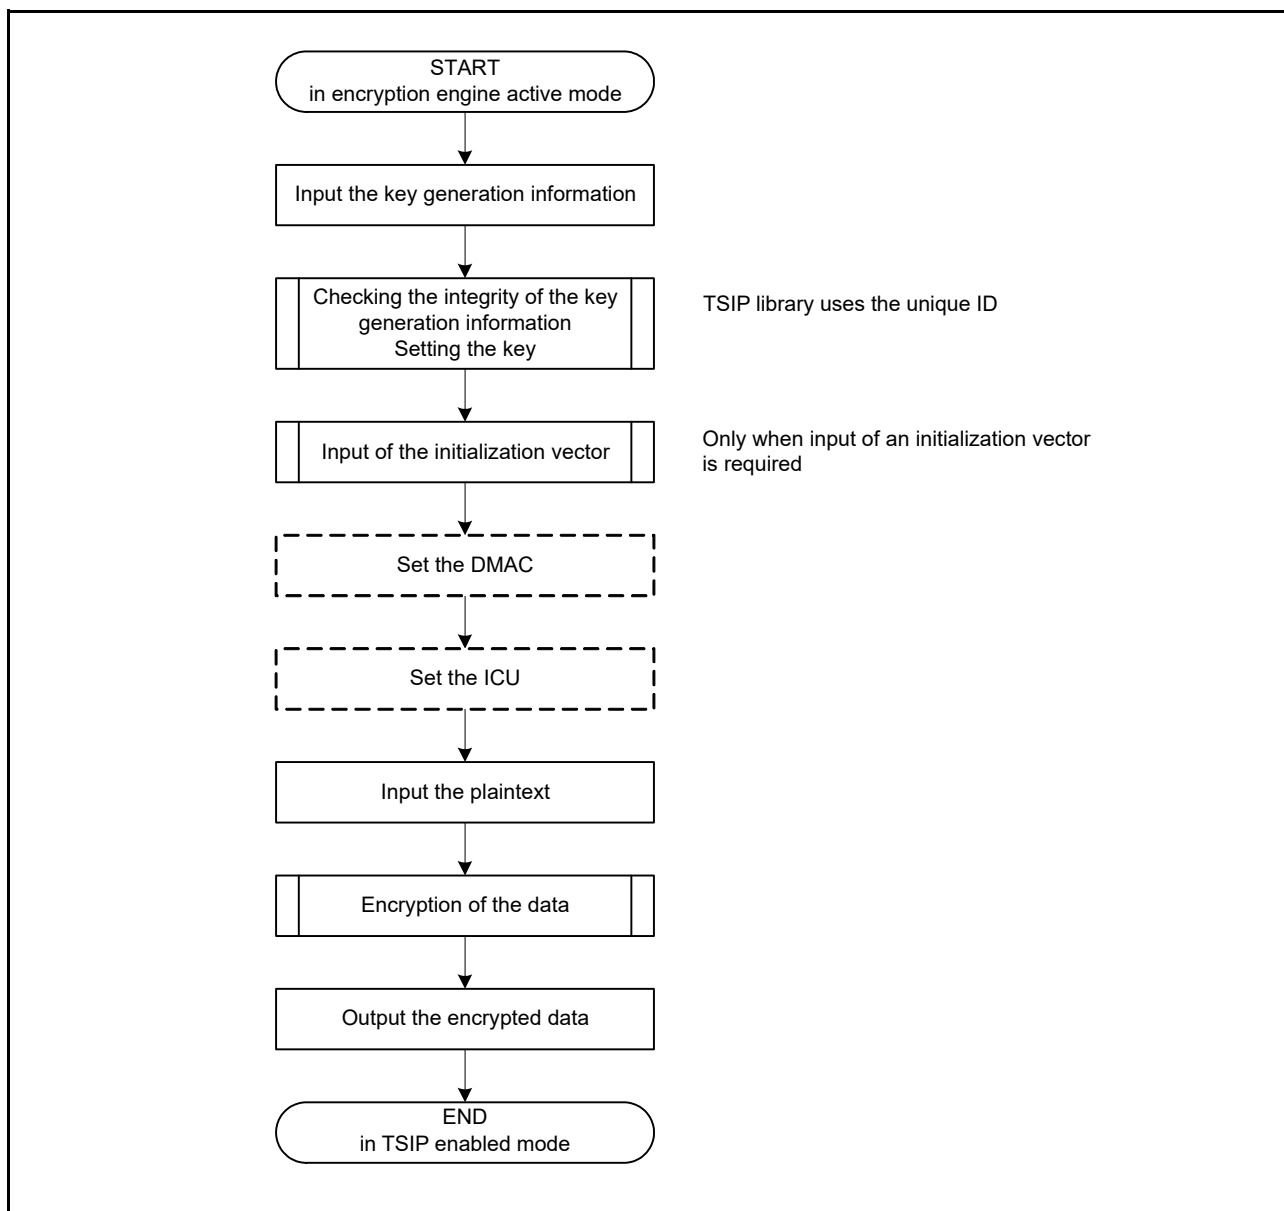 START
in encryption engine active mode
Input the key generation information
Checking the integrity of the key
generation information
Setting the key
TSIP library uses the unique ID
Input of the initialization vector
Only when input of an initialization vector
is required
Set the DMAC
Set the ICU
Input the plaintext
Encryption of the data
Output the encrypted data
END
in TSIP enabled mode